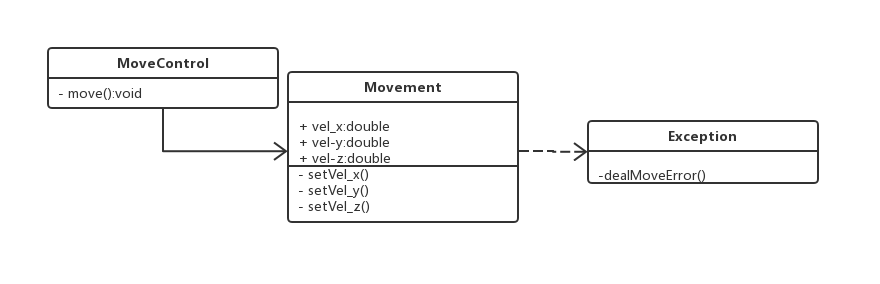 MoveControl
- move():void
Movement
+ vel_x:double
+ vel-y:double
+ vel-z:double
- setVel_x()
- setVel_y()
- setVel_z()
Exception
-dealMoveError()